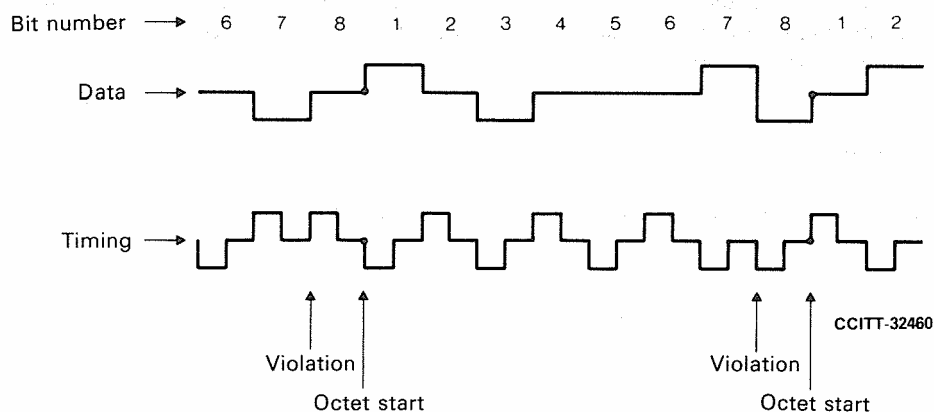 Bit number 6 7 8 1 2 3 4 5 6 7 8 1 2
Data
Timing
CCITT-32460
Violation Violation
Octet start Octet start